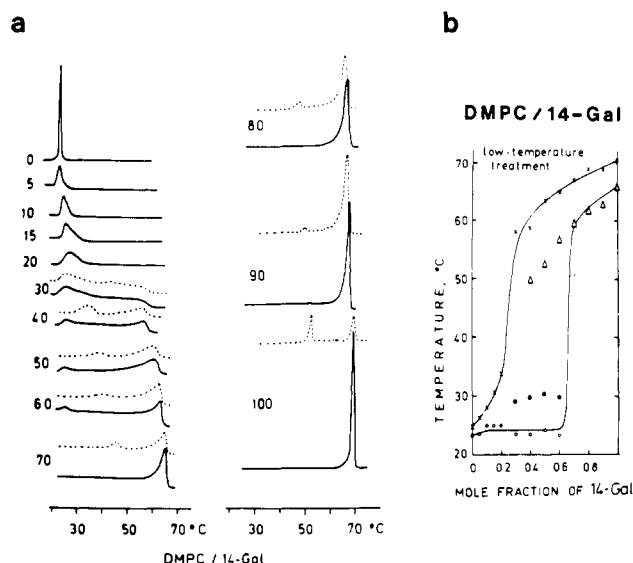 a
0
5
10
15
20
30
40
50
60
70
80
90
100
30 50 70 °C
30 50 70 °C
DMPC / 14-Gal
b
DMPC/14-Gal
low-temperature
treatment
TEMPERATURE, °C
70
60
50
40
30
20
0 0.2 0.4 0.6 0.8
MOLE FRACTION OF 14-Gal